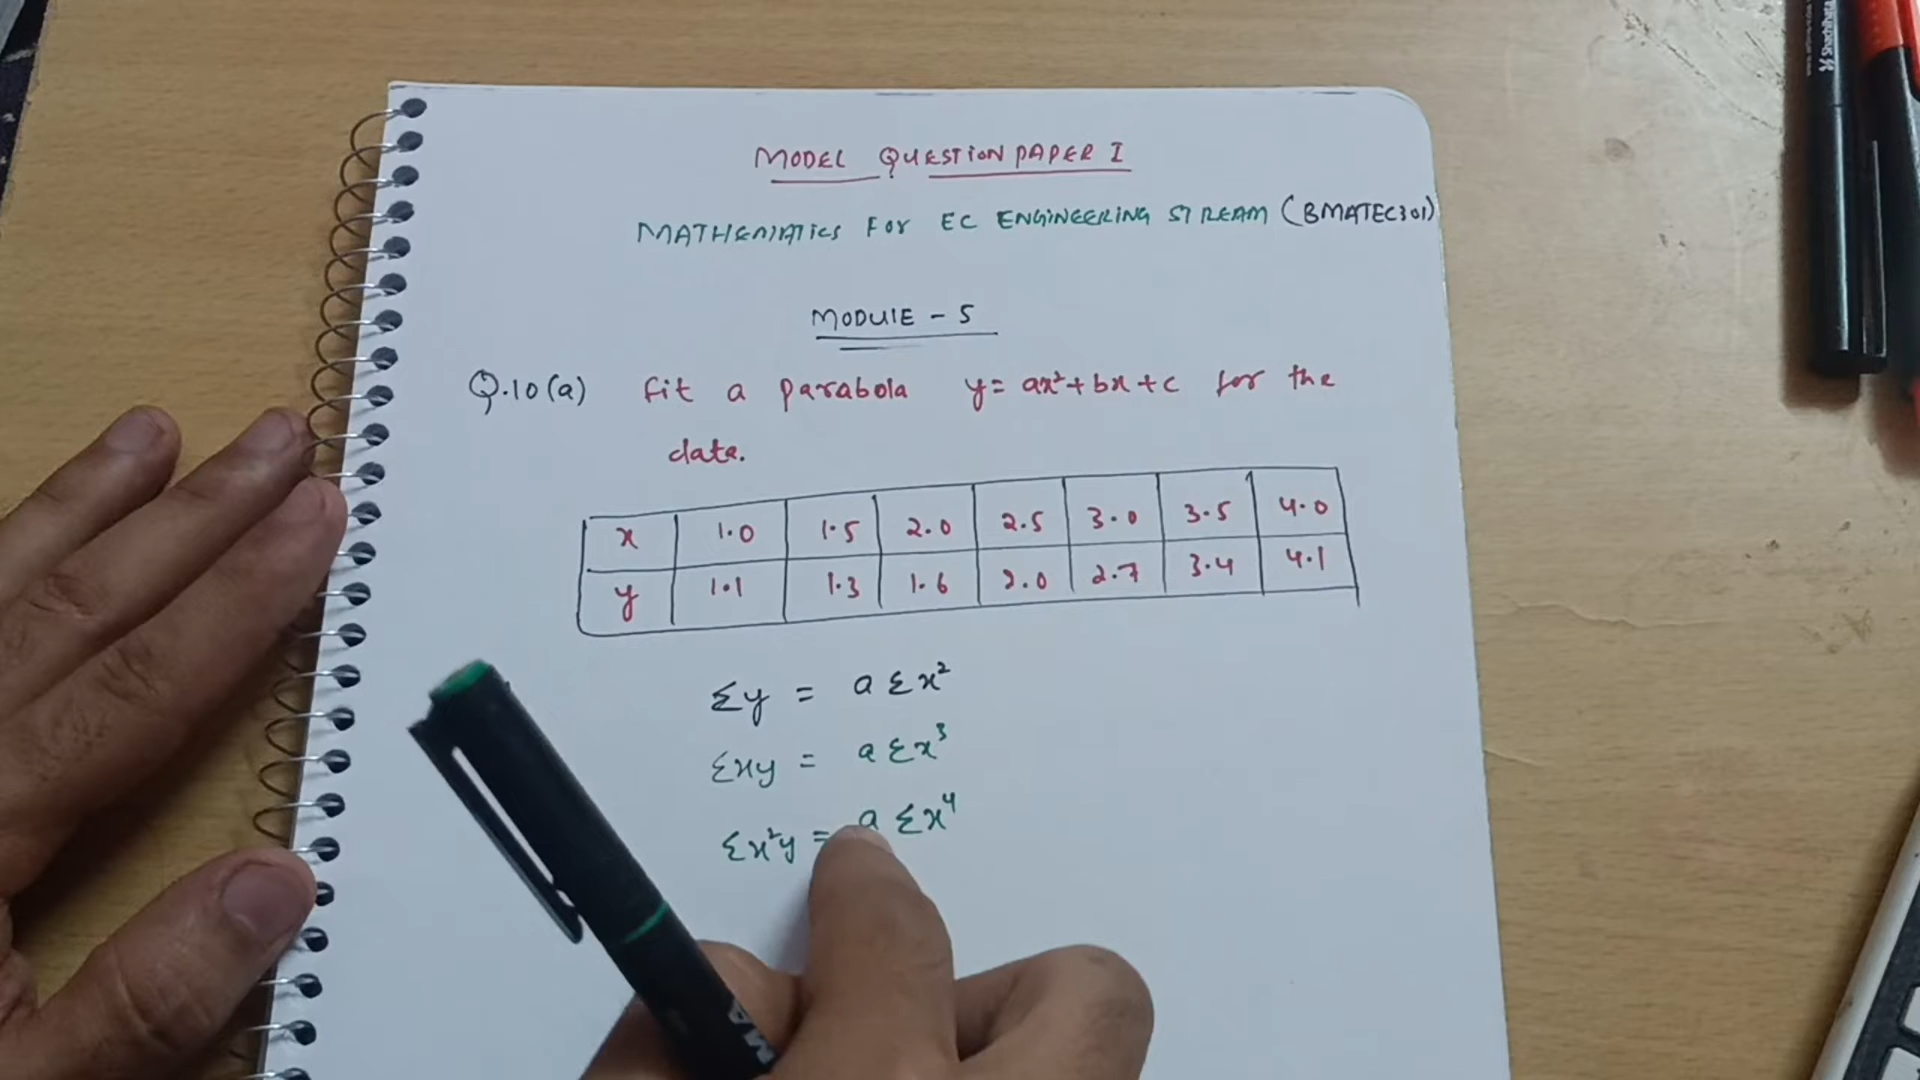 MODEL QUESTION PAPER I
MATHEMATICS FOR EC ENGINEERING STREAM (BMATEC301)
MODULE - 5
Q.10(a) Fit a parabola y = ax² + bx + c for the
data.
x 1.0 1.5 2.0 2.5 3.0 3.5 4.0
y 1.1 1.3 1.6 2.0 2.7 3.4 4.1
Σy = a Σx²
Σxy = a Σx³
Σx²y = a Σx⁴
Shachihata